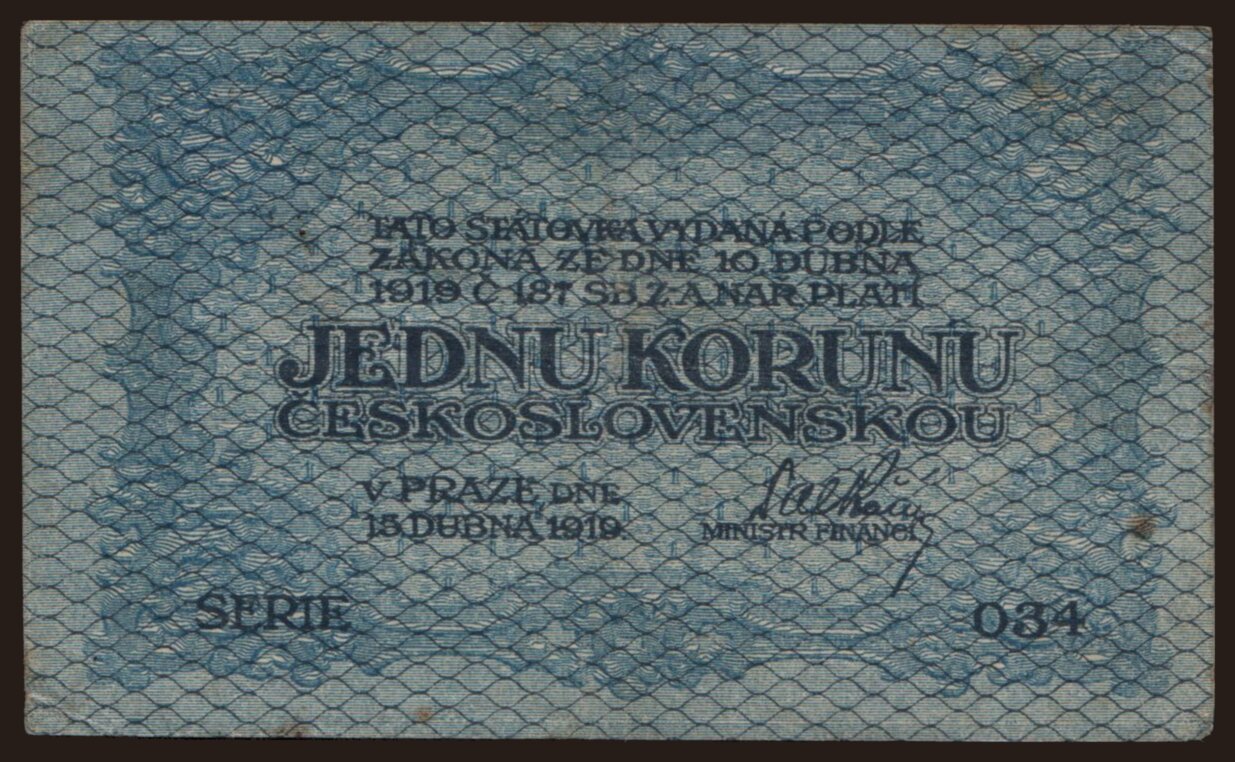 TATO STÁTOVKA VYDANÁ PODLE
ZÁKONA ZE DNE 10. DUBNA
1919 Č 187 SB. Z. A NAŘ. PLATÍ
JEDNU KORUNU
ČESKOSLOVENSKOU
V PRAZE DNE
15. DUBNA 1919.
MINISTR FINANCÍ
SERIE 034